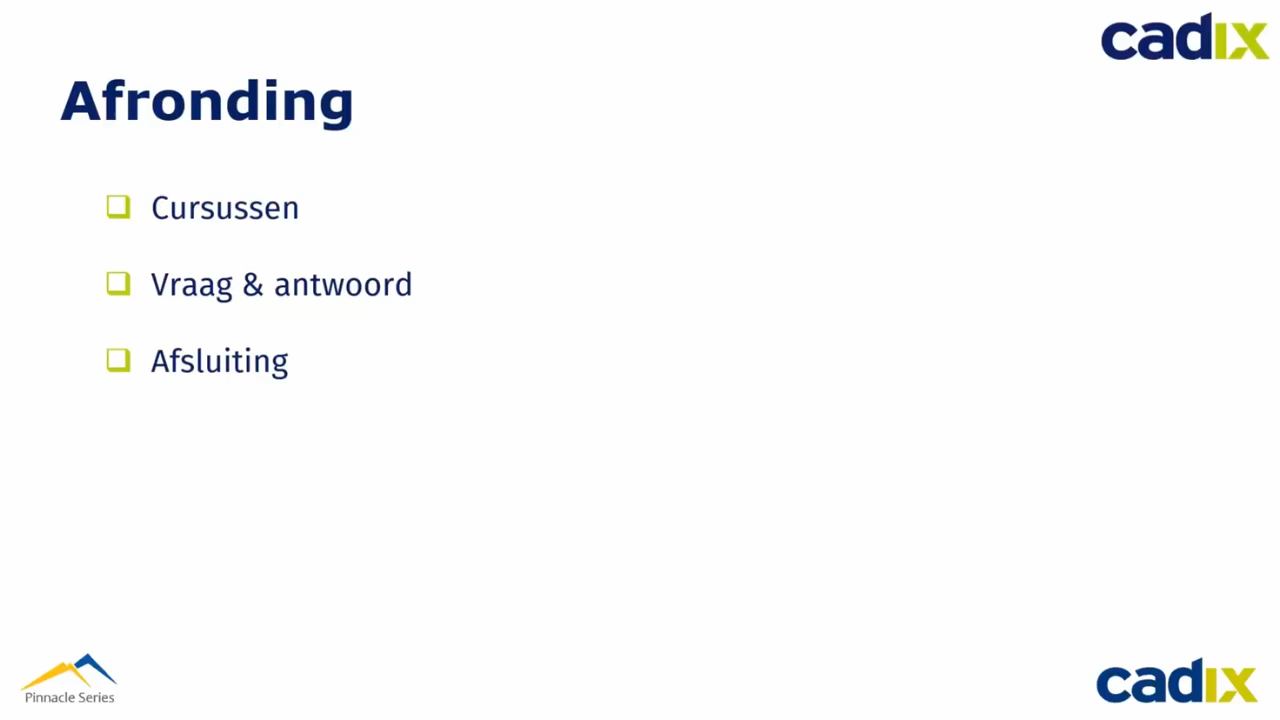 cadix
Afronding
Cursussen
Vraag & antwoord
Afsluiting
Pinnacle Series
cadix